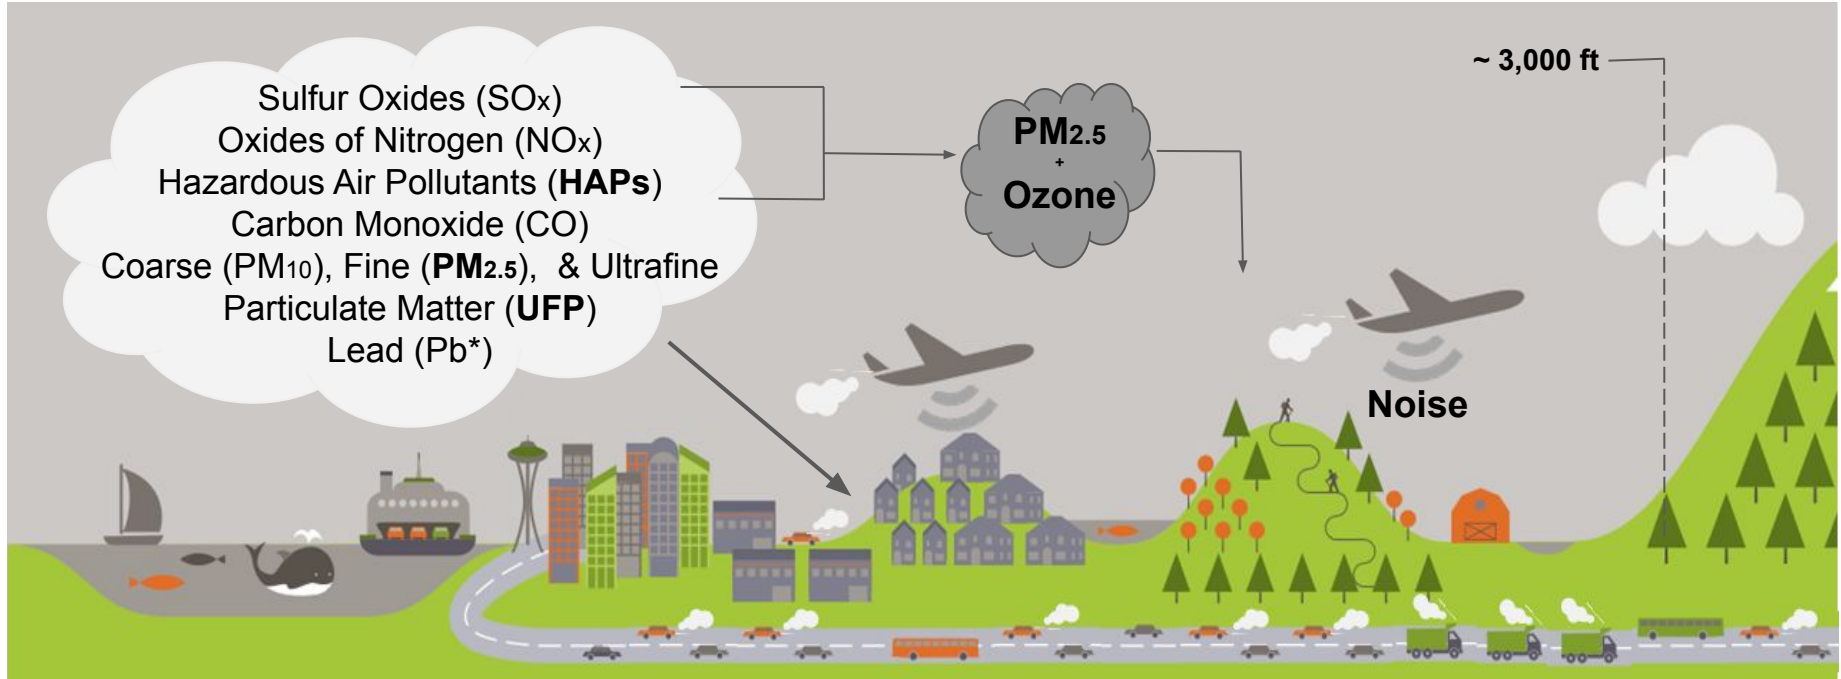 Sulfur Oxides (SOx)
Oxides of Nitrogen (NOx)
Hazardous Air Pollutants (HAPs)
Carbon Monoxide (CO)
Coarse (PM10), Fine (PM2.5), & Ultrafine
Particulate Matter (UFP)
Lead (Pb*)
PM2.5
+
Ozone
~ 3,000 ft
Noise